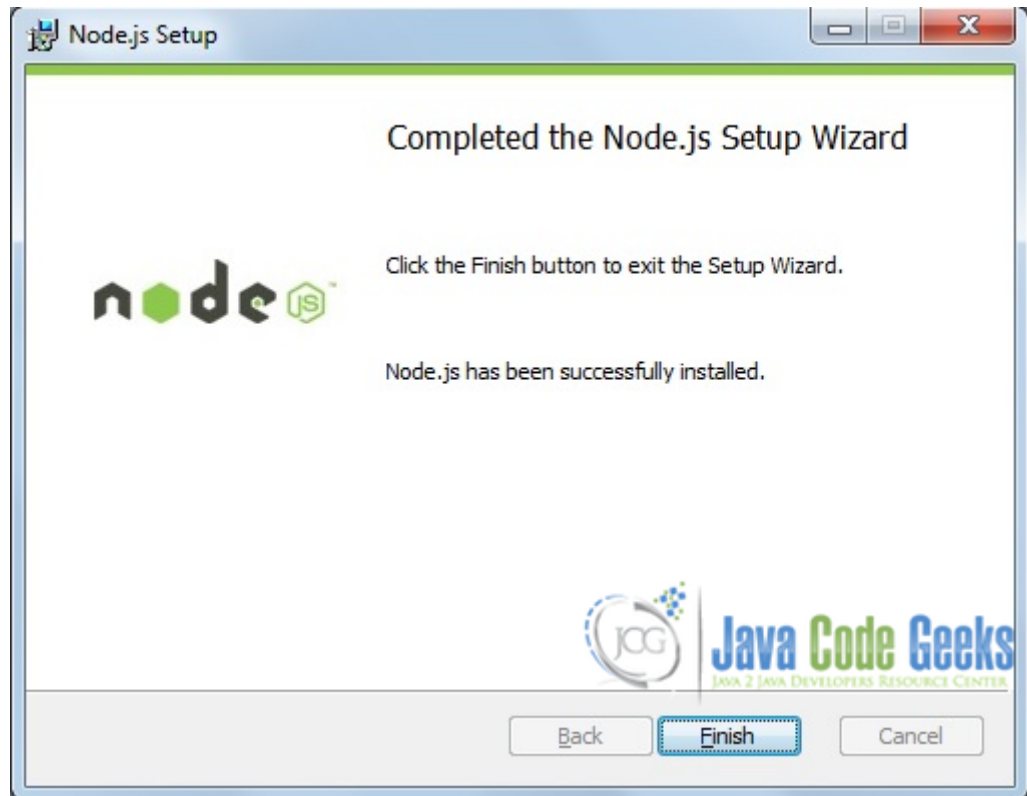 Node.js Setup
Completed the Node.js Setup Wizard
Click the Finish button to exit the Setup Wizard.
node JS ™
Node.js has been successfully installed.
JCG
Java Code Geeks
JAVA 2 JAVA DEVELOPERS RESOURCE CENTER
Back
Finish
Cancel